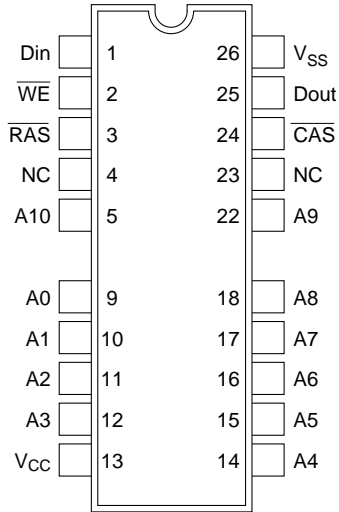 Din 1 26 VSS
WE 2 25 Dout
RAS 3 24 CAS
NC 4 23 NC
A10 5 22 A9
A0 9 18 A8
A1 10 17 A7
A2 11 16 A6
A3 12 15 A5
VCC 13 14 A4